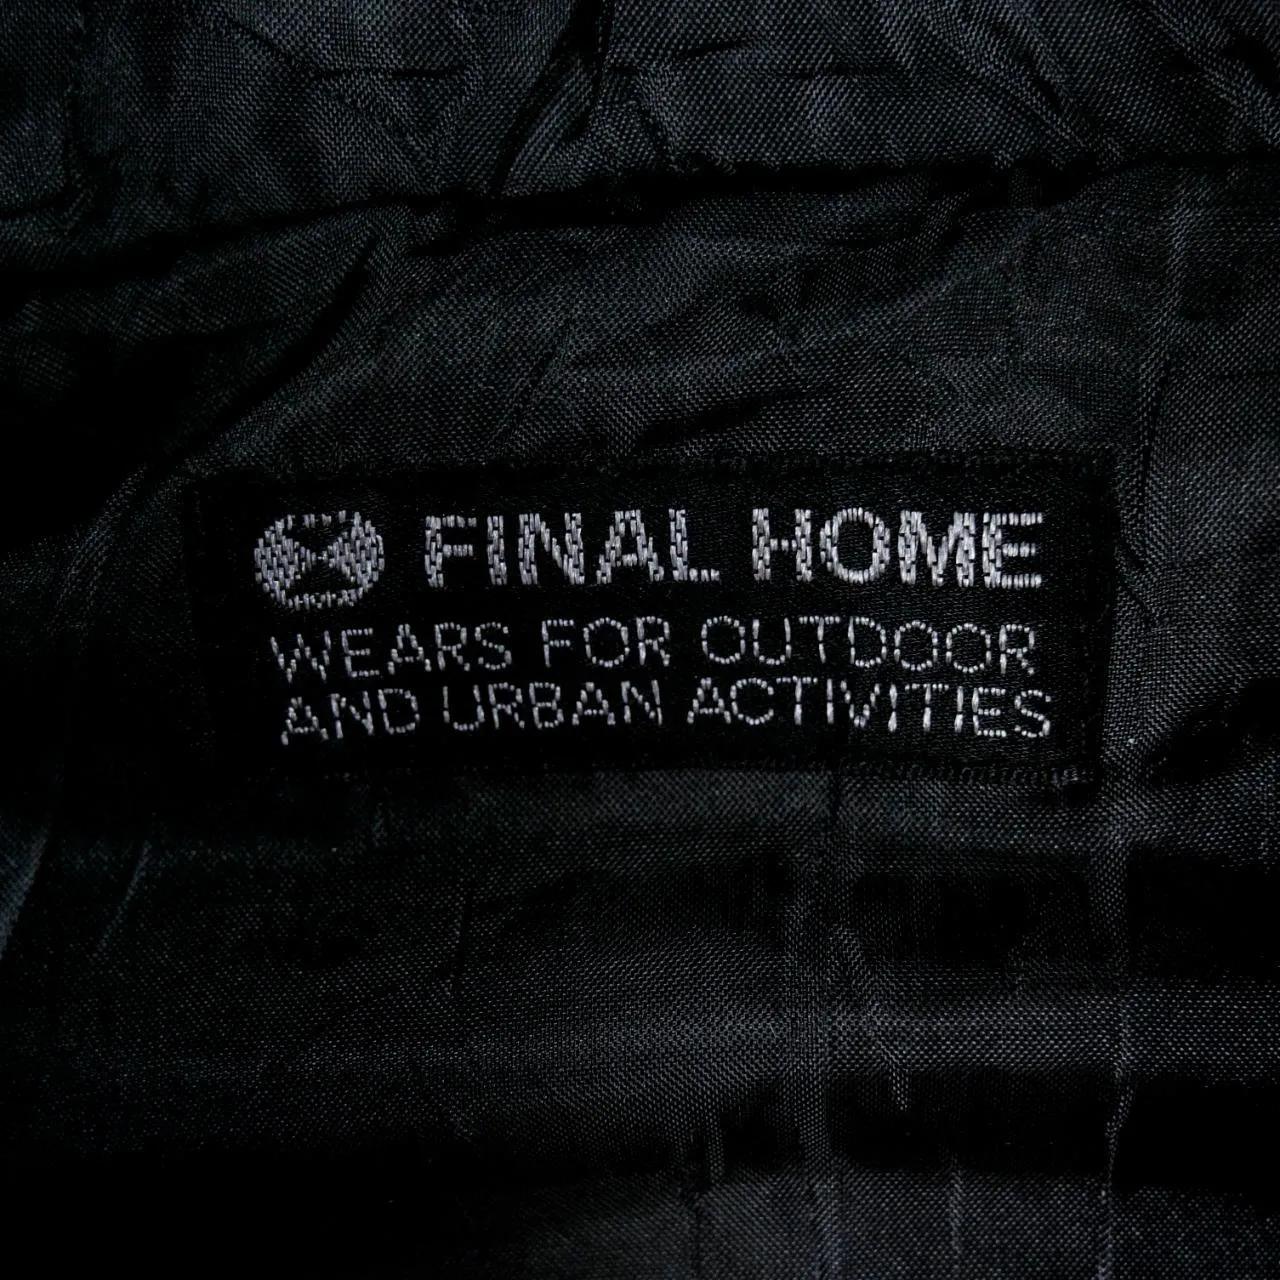 FINAL HOME
WEARS FOR OUTDOOR
AND URBAN ACTIVITIES